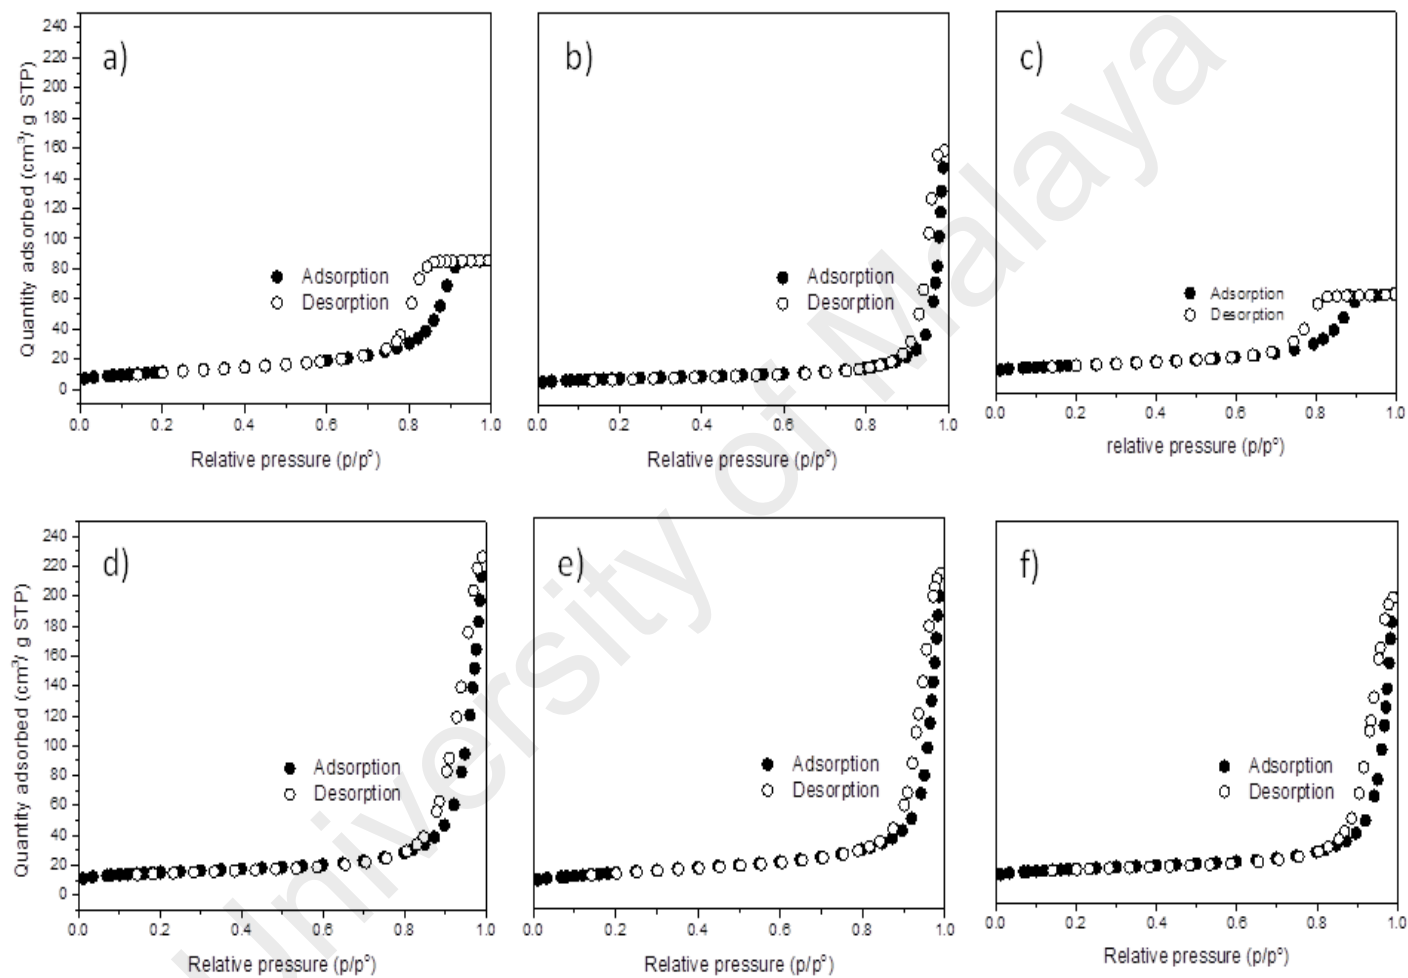 a)
240
220
200
180
160
140
120
100
80
60
40
20
0
Quantity adsorbed (cm³/ g STP)
Adsorption
Desorption
0.0 0.2 0.4 0.6 0.8 1.0
Relative pressure (p/p°)
b)
Adsorption
Desorption
0.0 0.2 0.4 0.6 0.8 1.0
Relative pressure (p/p°)
c)
Adsorption
Desorption
0.0 0.2 0.4 0.6 0.8 1.0
relative pressure (p/p°)
d)
240
220
200
180
160
140
120
100
80
60
40
20
0
Quantity adsorbed (cm³/ g STP)
Adsorption
Desorption
0.0 0.2 0.4 0.6 0.8 1.0
Relative pressure (p/p°)
e)
Adsorption
Desorption
0.0 0.2 0.4 0.6 0.8 1.0
Relative pressure (p/p°)
f)
Adsorption
Desorption
0.0 0.2 0.4 0.6 0.8 1.0
Relative pressure (p/p°)
University of Malaya